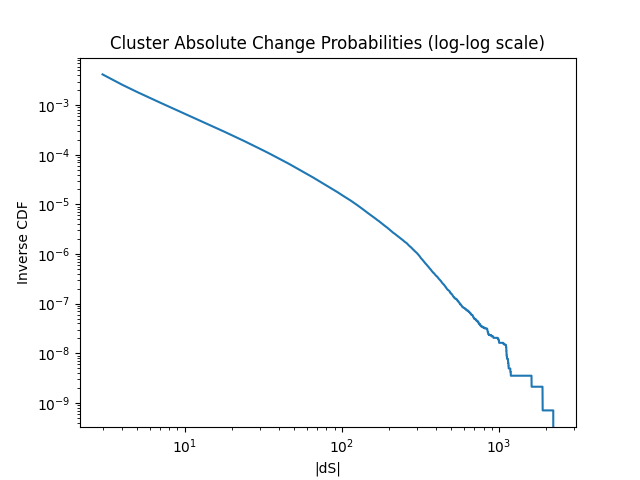 Cluster Absolute Change Probabilities (log-log scale)
Inverse CDF
10⁻³
10⁻⁴
10⁻⁵
10⁻⁶
10⁻⁷
10⁻⁸
10⁻⁹
10¹ 10² 10³
|dS|